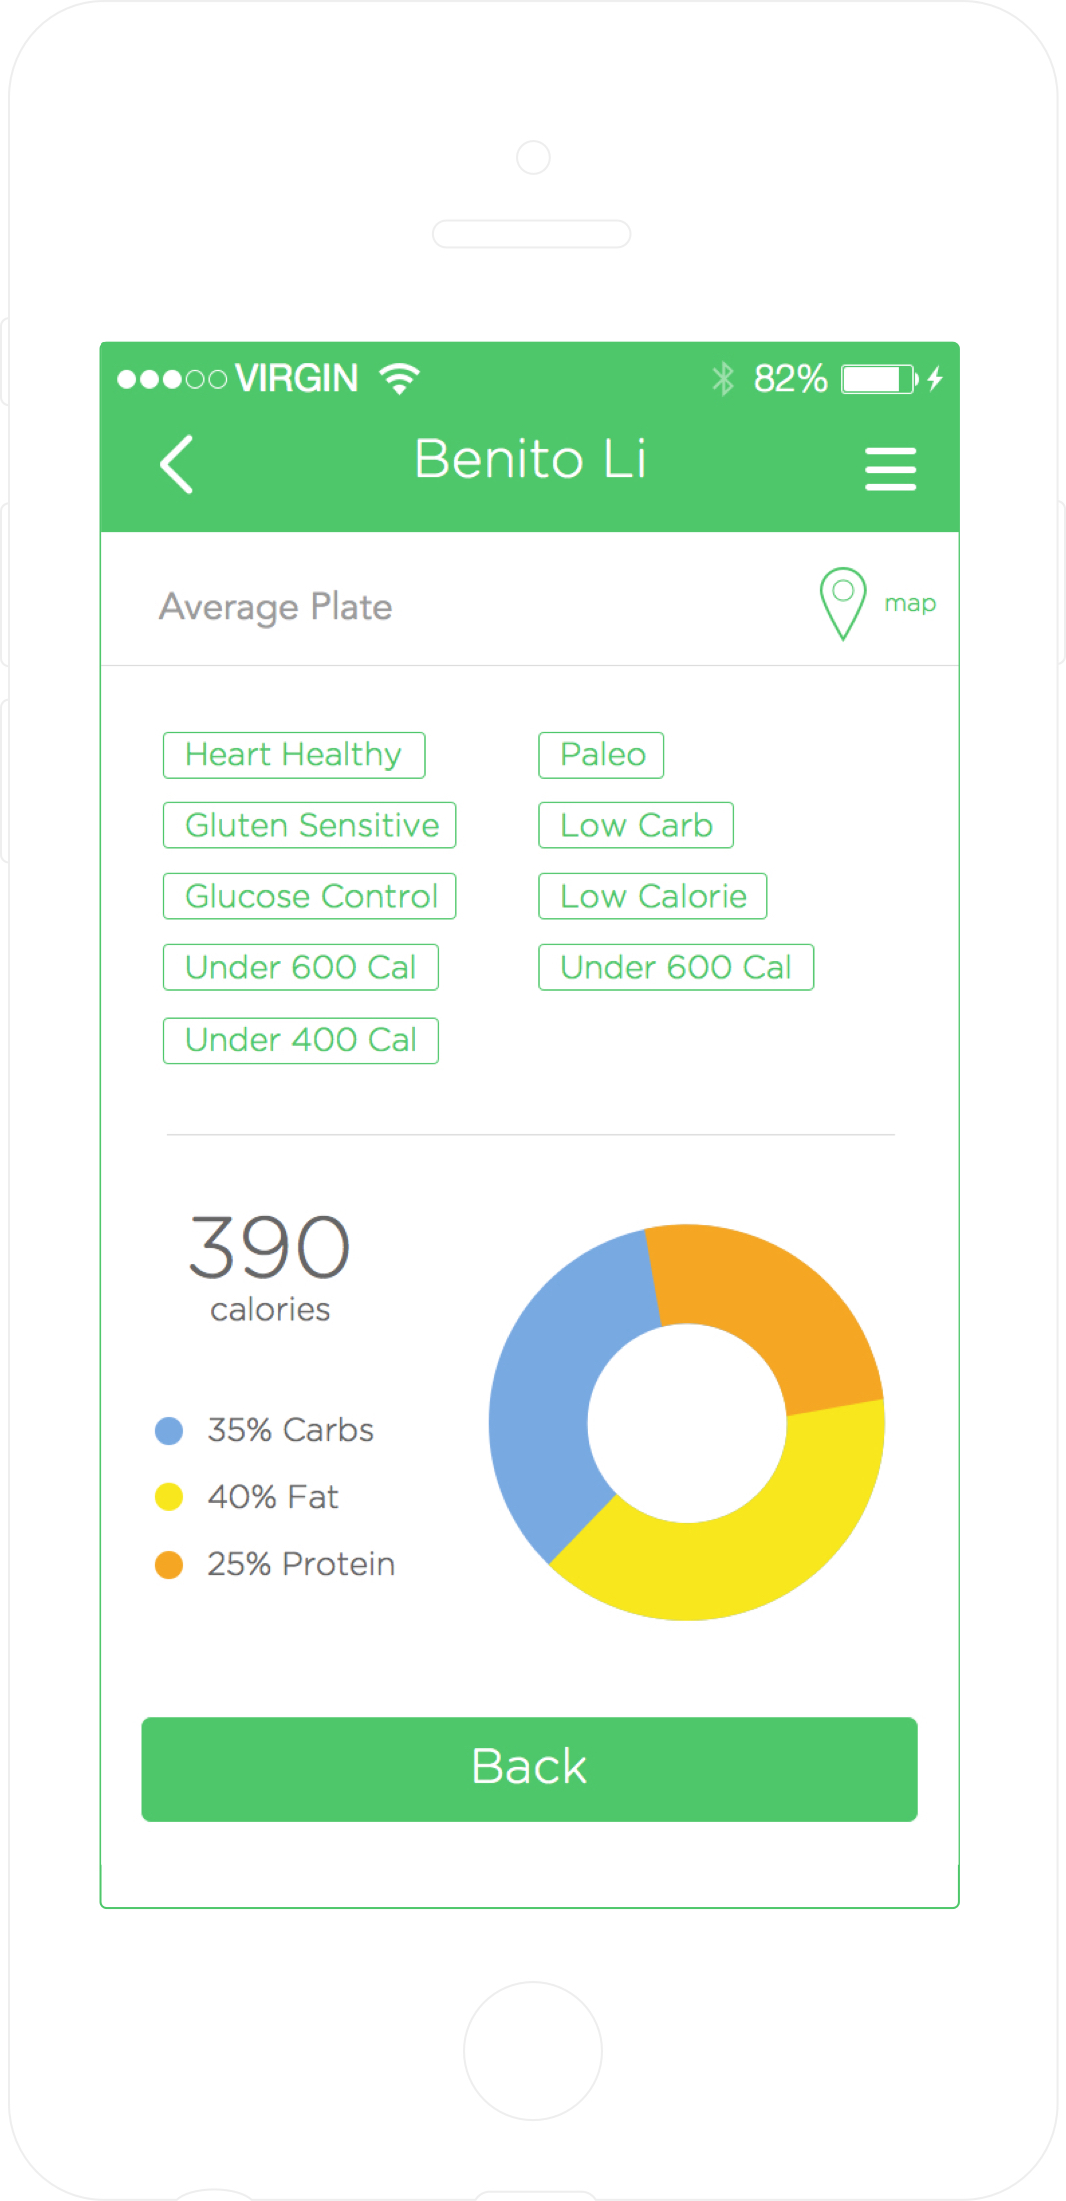 VIRGIN 82%
Benito Li
Average Plate map
Heart Healthy Paleo
Gluten Sensitive Low Carb
Glucose Control Low Calorie
Under 600 Cal Under 600 Cal
Under 400 Cal
390
calories
35% Carbs
40% Fat
25% Protein
Back